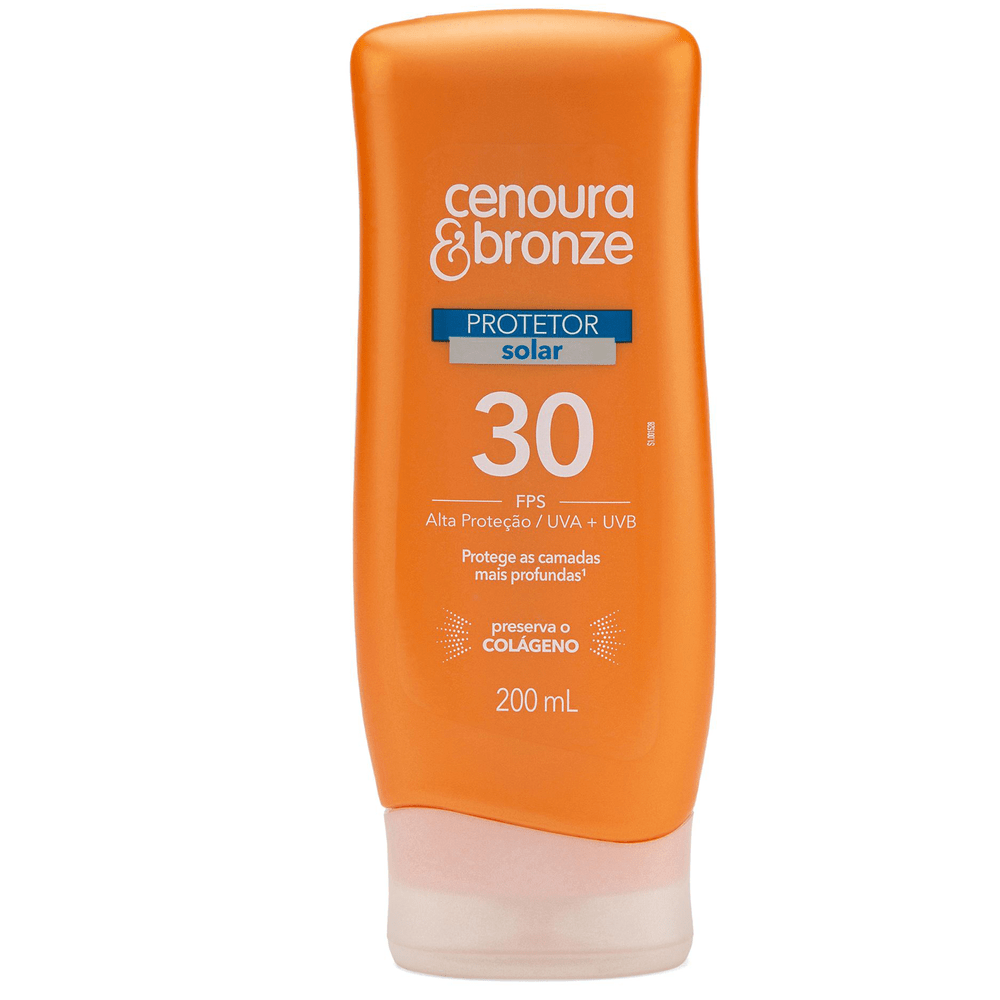 cenoura
&bronze
PROTETOR
solar
30
FPS
Alta Proteção / UVA + UVB
Protege as camadas
mais profundas¹
preserva o
COLÁGENO
200 mL